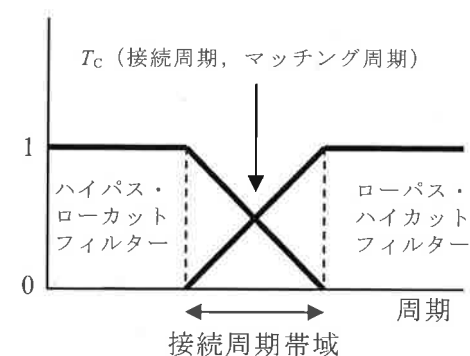 T_C（接続周期，マッチング周期）
1
ハイパス・
ローカット
フィルター
ローパス・
ハイカット
フィルター
0
周期
接続周期帯域